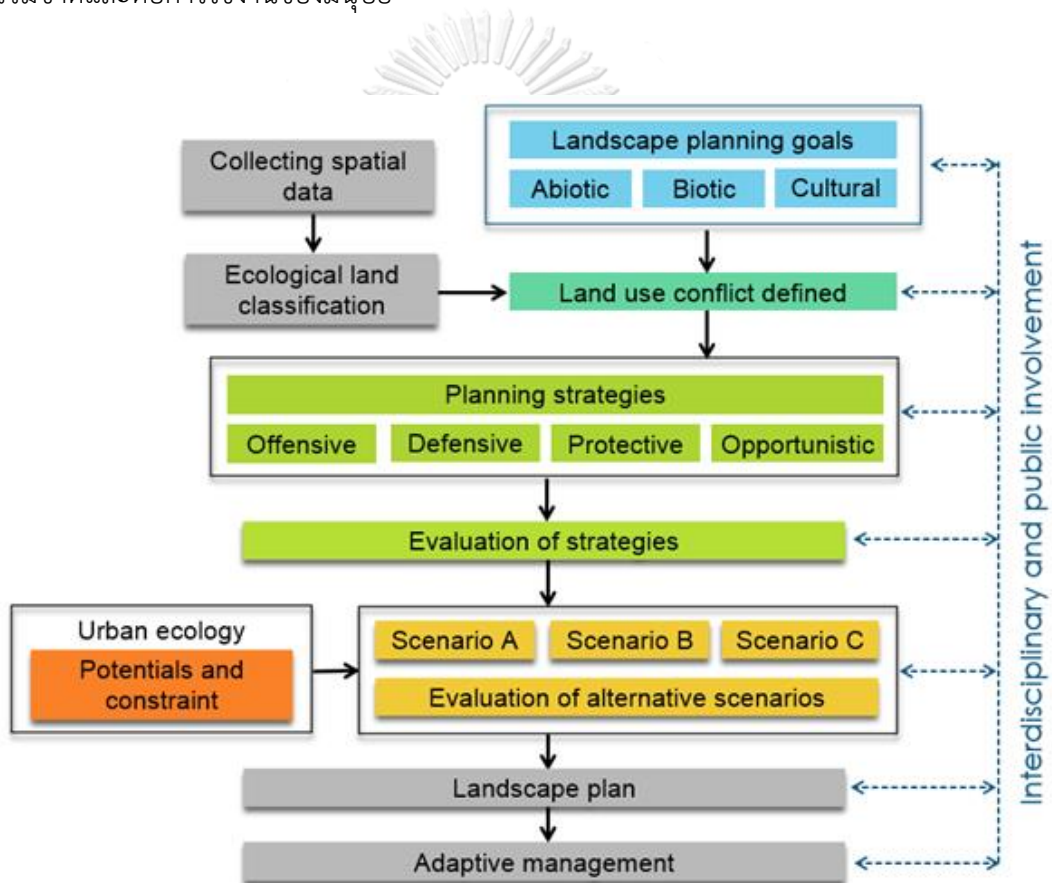 Collecting spatial
data
Landscape planning goals
Abiotic
Biotic
Cultural
Ecological land
classification
Land use conflict defined
Planning strategies
Offensive
Defensive
Protective
Opportunistic
Evaluation of strategies
Urban ecology
Potentials and
constraint
Scenario A
Scenario B
Scenario C
Evaluation of alternative scenarios
Landscape plan
Adaptive management
Interdisciplinary and public involvement